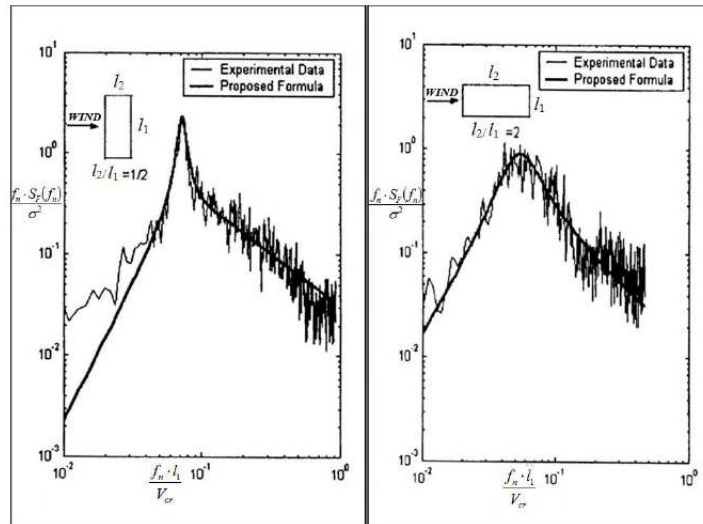 10¹
10⁰
10⁻¹
10⁻²
10⁻³
fₙ · S_F(fₙ)
σ²
Experimental Data
Proposed Formula
l₂
WIND
l₁
l₂/l₁ =1/2
10⁻²
10⁻¹
10⁰
fₙ · l₁
V_cr
10¹
10⁰
10⁻¹
10⁻²
10⁻³
fₙ · S_F(fₙ)
σ²
Experimental Data
Proposed Formula
l₂
WIND
l₁
l₂/l₁ =2
10⁻²
10⁻¹
10⁰
fₙ · l₁
V_cr